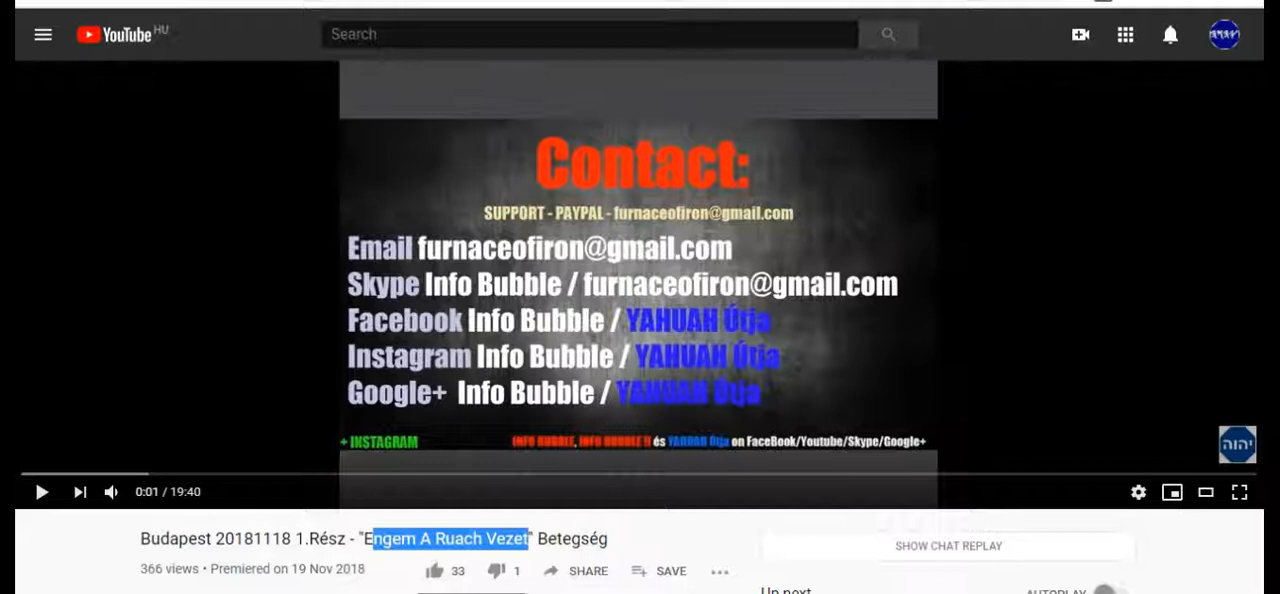 YouTube HU
Search
Contact:
SUPPORT - PAYPAL - furnaceofiron@gmail.com
Email furnaceofiron@gmail.com
Skype Info Bubble / furnaceofiron@gmail.com
Facebook Info Bubble / YAHUAH Útja
Instagram Info Bubble / YAHUAH Útja
Google+ Info Bubble / YAHUAH Útja
+ INSTAGRAM
INFO BUBBLE, INFO BUBBLE II és YAHUAH Útja on FaceBook/Youtube/Skype/Google+
יהוה
0:01 / 19:40
Budapest 20181118 1.Rész - "Engem A Ruach Vezet" Betegség
SHOW CHAT REPLAY
366 views • Premiered on 19 Nov 2018
33
1
SHARE
SAVE
Up next
AUTOPLAY